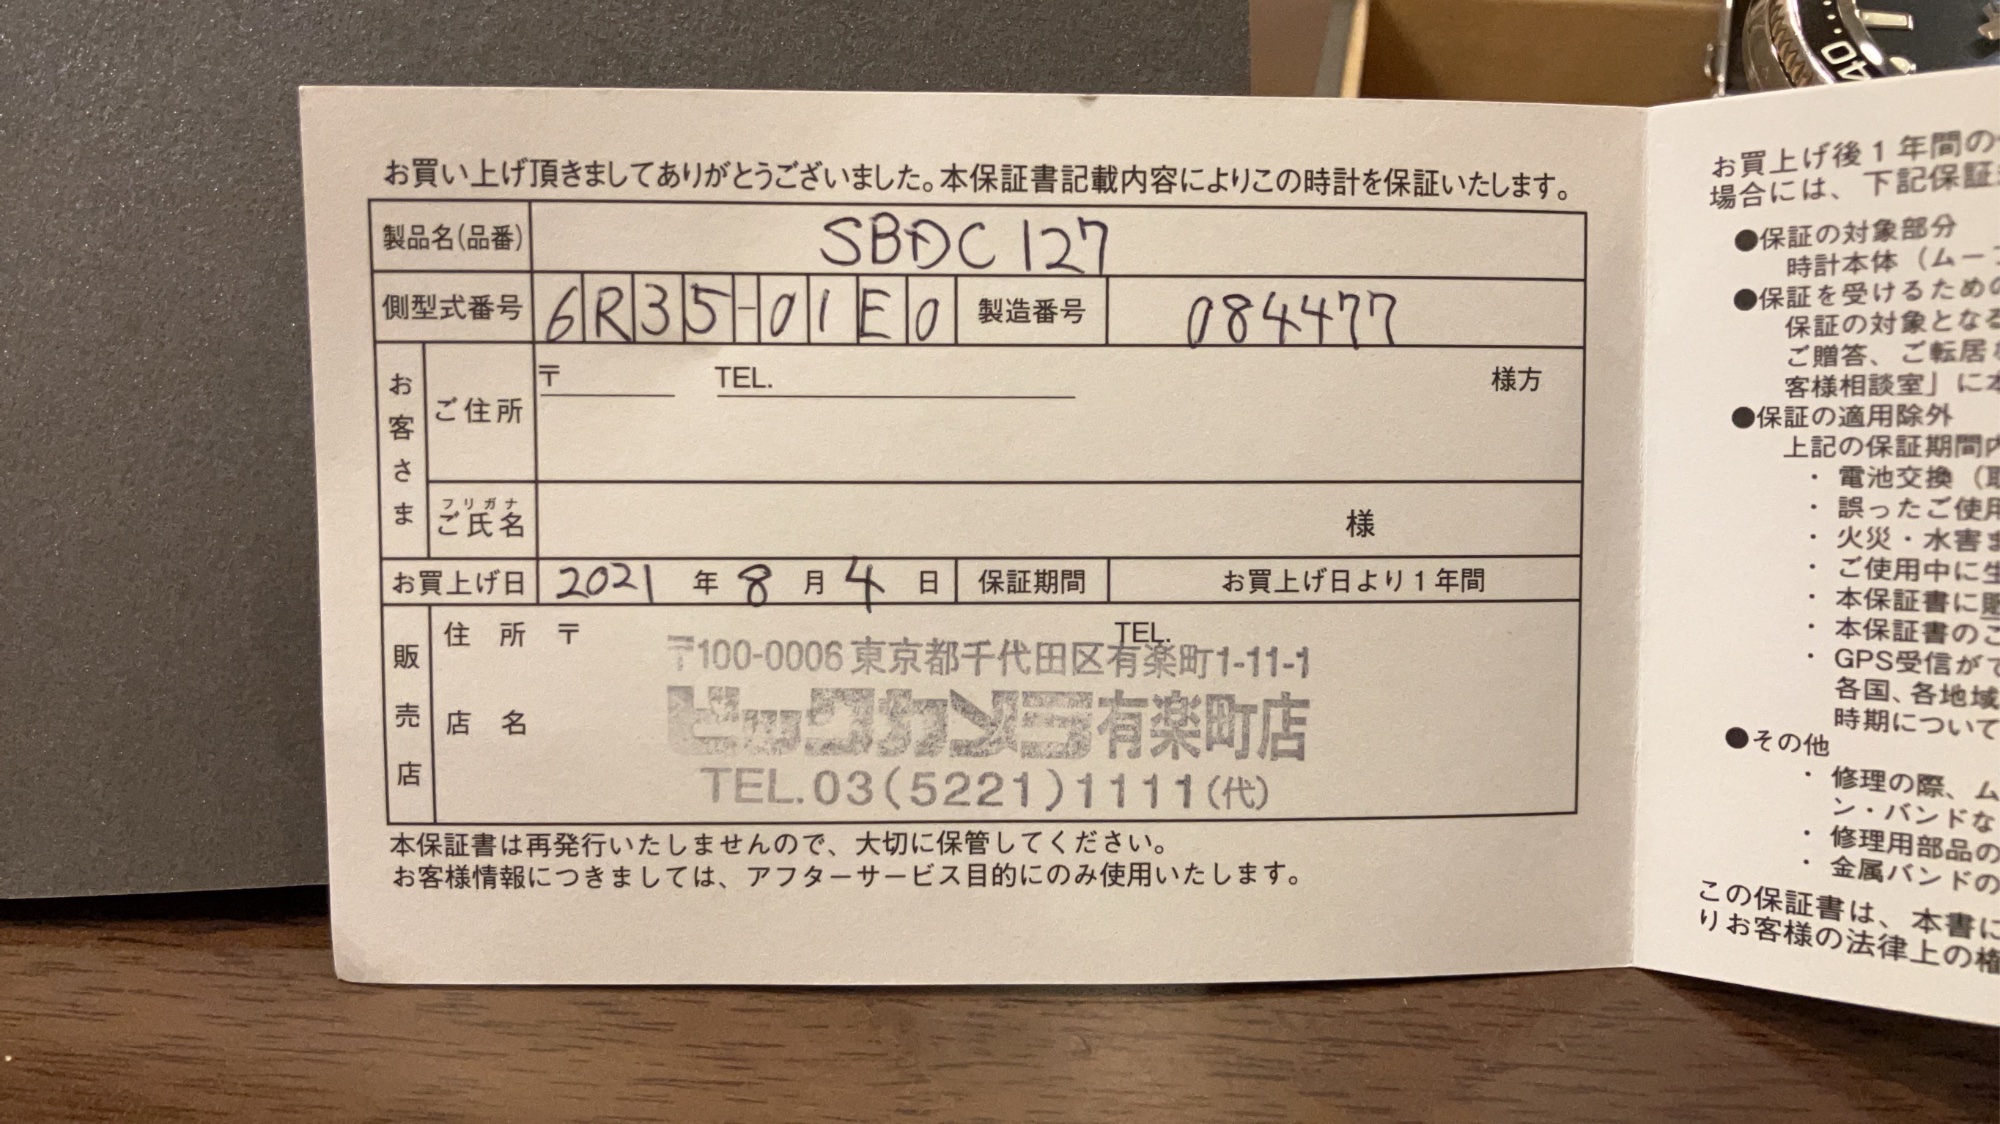 お買い上げ頂きましてありがとうございました。本保証書記載内容によりこの時計を保証いたします。
製品名(品番) SBDC127
側型式番号 6R35-01E0 製造番号 084477
お客さま
ご住所 〒 TEL. 様方
フリガナ
ご氏名 様
お買上げ日 2021 年 8 月 4 日 保証期間 お買上げ日より1年間
販売店
住所 〒 TEL.
〒100-0006 東京都千代田区有楽町1-11-1
店名 ビックカメラ有楽町店
TEL.03(5221)1111(代)
本保証書は再発行いたしませんので、大切に保管してください。
お客様情報につきましては、アフターサービス目的にのみ使用いたします。
お買上げ後1年間の
場合には、下記保証
●保証の対象部分
時計本体(ムー
●保証を受けるための
保証の対象となる
ご贈答、ご転居
客様相談室」に本
●保証の適用除外
上記の保証期間内
・電池交換(取
・誤ったご使用
・火災・水害ま
・ご使用中に生
・本保証書に販
・本保証書のご
・GPS受信がで
各国、各地域
時期について
●その他
・修理の際、ム
ン・バンドな
・修理用部品の
・金属バンドの
この保証書は、本書に
りお客様の法律上の権
40